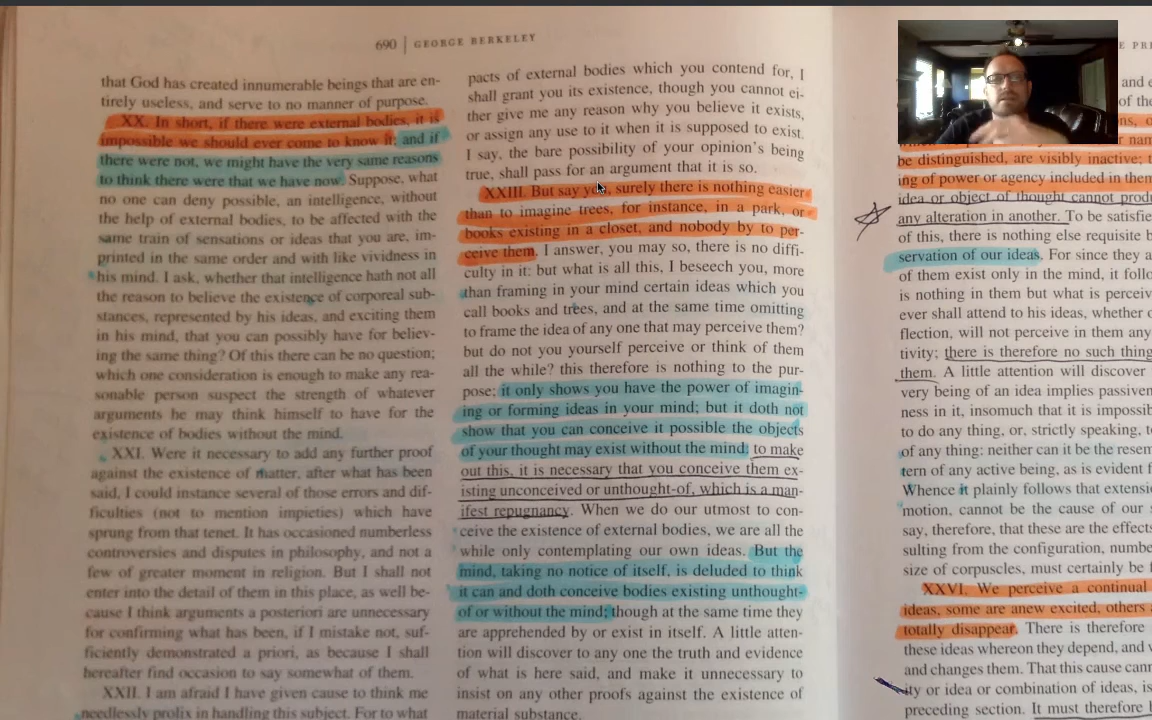 690 | GEORGE BERKELEY
that God has created innumerable beings that are en-
tirely useless, and serve to no manner of purpose.
XX. In short, if there were external bodies, it is
impossible we should ever come to know it; and if
there were not, we might have the very same reasons
to think there were that we have now. Suppose, what
no one can deny possible, an intelligence, without
the help of external bodies, to be affected with the
same train of sensations or ideas that you are, im-
printed in the same order and with like vividness in
his mind. I ask, whether that intelligence hath not all
the reason to believe the existence of corporeal sub-
stances, represented by his ideas, and exciting them
in his mind, that you can possibly have for believ-
ing the same thing? Of this there can be no question;
which one consideration is enough to make any rea-
sonable person suspect the strength of whatever
arguments he may think himself to have for the
existence of bodies without the mind.
XXI. Were it necessary to add any further proof
against the existence of matter, after what has been
said, I could instance several of those errors and dif-
ficulties (not to mention impieties) which have
sprung from that tenet. It has occasioned numberless
controversies and disputes in philosophy, and not a
few of greater moment in religion. But I shall not
enter into the detail of them in this place, as well be-
cause I think arguments a posteriori are unnecessary
for confirming what has been, if I mistake not, suf-
ficiently demonstrated a priori, as because I shall
hereafter find occasion to say somewhat of them.
XXII. I am afraid I have given cause to think me
needlessly prolix in handling this subject. For to what
pacts of external bodies which you contend for, I
shall grant you its existence, though you cannot ei-
ther give me any reason why you believe it exists,
or assign any use to it when it is supposed to exist.
I say, the bare possibility of your opinion's being
true, shall pass for an argument that it is so.
XXIII. But say you, surely there is nothing easier
than to imagine trees, for instance, in a park, or
books existing in a closet, and nobody by to per-
ceive them. I answer, you may so, there is no diffi-
culty in it: but what is all this, I beseech you, more
than framing in your mind certain ideas which you
call books and trees, and at the same time omitting
to frame the idea of any one that may perceive them?
but do not you yourself perceive or think of them
all the while? this therefore is nothing to the pur-
pose; it only shows you have the power of imagin-
ing or forming ideas in your mind; but it doth not
show that you can conceive it possible the objects
of your thought may exist without the mind: to make
out this, it is necessary that you conceive them ex-
isting unconceived or unthought-of, which is a man-
ifest repugnancy. When we do our utmost to con-
ceive the existence of external bodies, we are all the
while only contemplating our own ideas. But the
mind, taking no notice of itself, is deluded to think
it can and doth conceive bodies existing unthought-
of or without the mind; though at the same time they
are apprehended by or exist in itself. A little atten-
tion will discover to any one the truth and evidence
of what is here said, and make it unnecessary to
insist on any other proofs against the existence of
material substance.
and
of the
be distinguished, are visibly inactive;
ing of power or agency included in them
idea or object of thought cannot prod
any alteration in another. To be satisfie
of this, there is nothing else requisite b
servation of our ideas. For since they a
of them exist only in the mind, it follo
is nothing in them but what is perceiv
ever shall attend to his ideas, whether o
flection, will not perceive in them any
tivity; there is therefore no such thing
them. A little attention will discover
very being of an idea implies passiven
ness in it, insomuch that it is impossib
to do any thing, or, strictly speaking, t
of any thing: neither can it be the resem
tern of any active being, as is evident f
Whence it plainly follows that extensi
motion, cannot be the cause of our
say, therefore, that these are the effects
sulting from the configuration, numbe
size of corpuscles, must certainly be f
XXVI. We perceive a continual
ideas, some are anew excited, others
totally disappear. There is therefore
these ideas whereon they depend, and
and changes them. That this cause cann
ity or idea or combination of ideas, is
preceding section. It must therefore